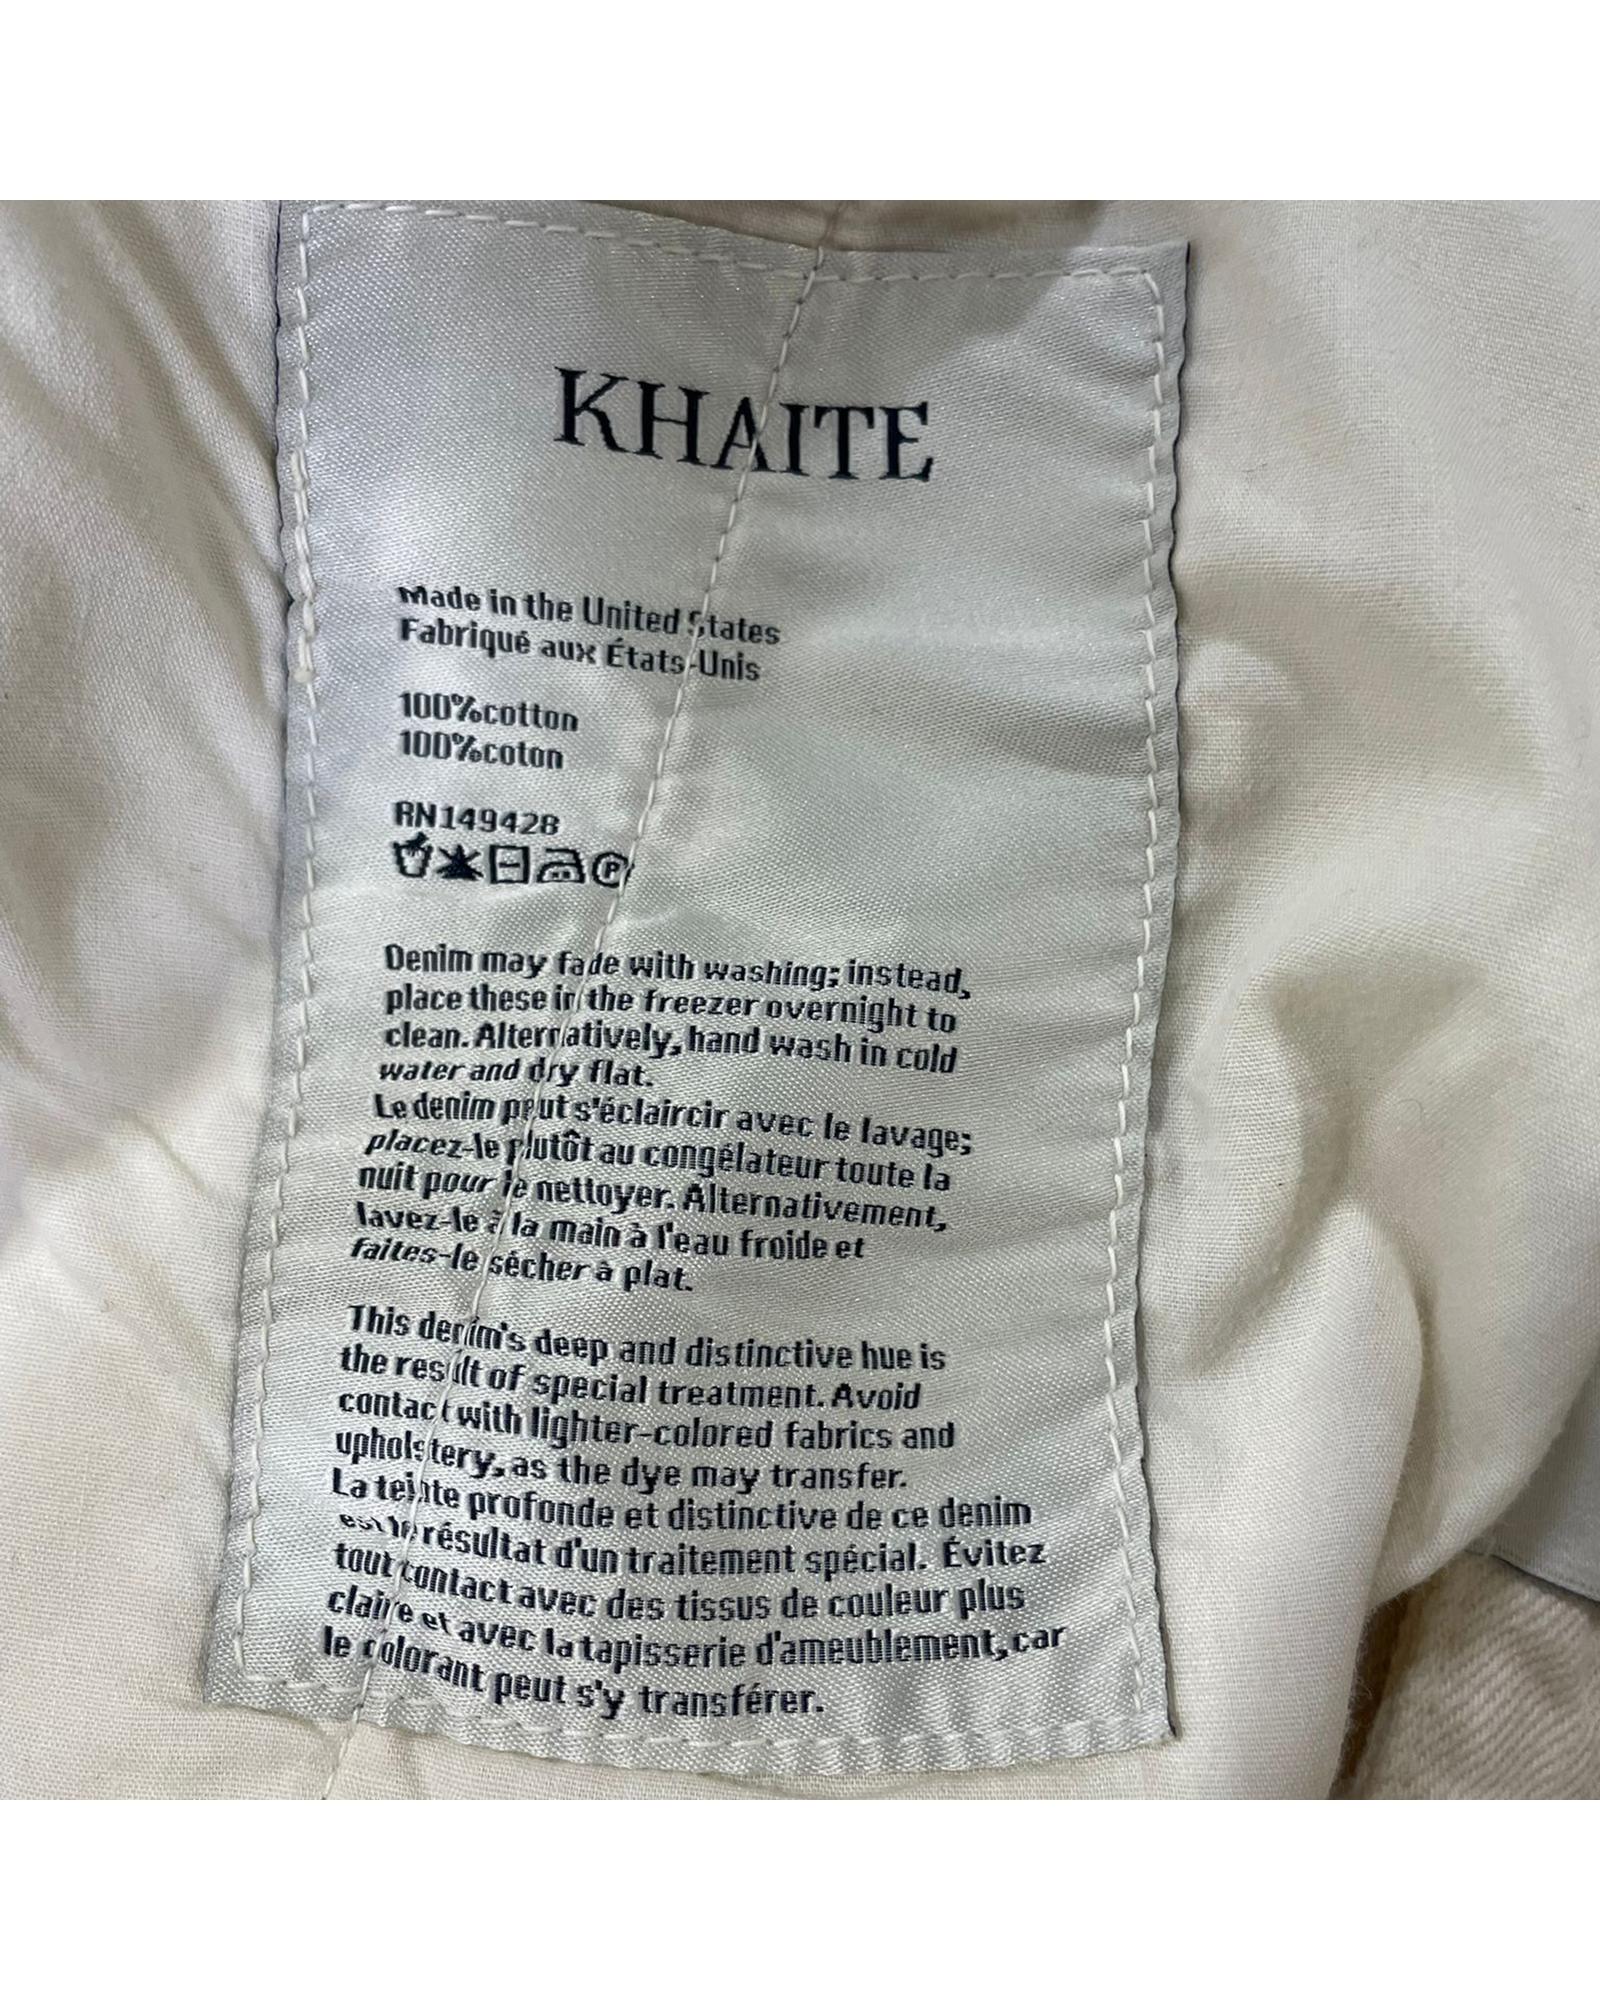 KHAITE
Made in the United States
Fabriqué aux États-Unis
100%cotton
100%coton
RN149428
P
Denim may fade with washing; instead,
place these in the freezer overnight to
clean. Alternatively, hand wash in cold
water and dry flat.
Le denim peut s'éclaircir avec le lavage;
placez-le plutôt au congélateur toute la
nuit pour le nettoyer. Alternativement,
lavez-le à la main à l'eau froide et
faites-le sécher à plat.
This denim's deep and distinctive hue is
the result of special treatment. Avoid
contact with lighter-colored fabrics and
upholstery, as the dye may transfer.
La teinte profonde et distinctive de ce denim
est le résultat d'un traitement spécial. Évitez
tout contact avec des tissus de couleur plus
claire et avec la tapisserie d'ameublement, car
le colorant peut s'y transférer.